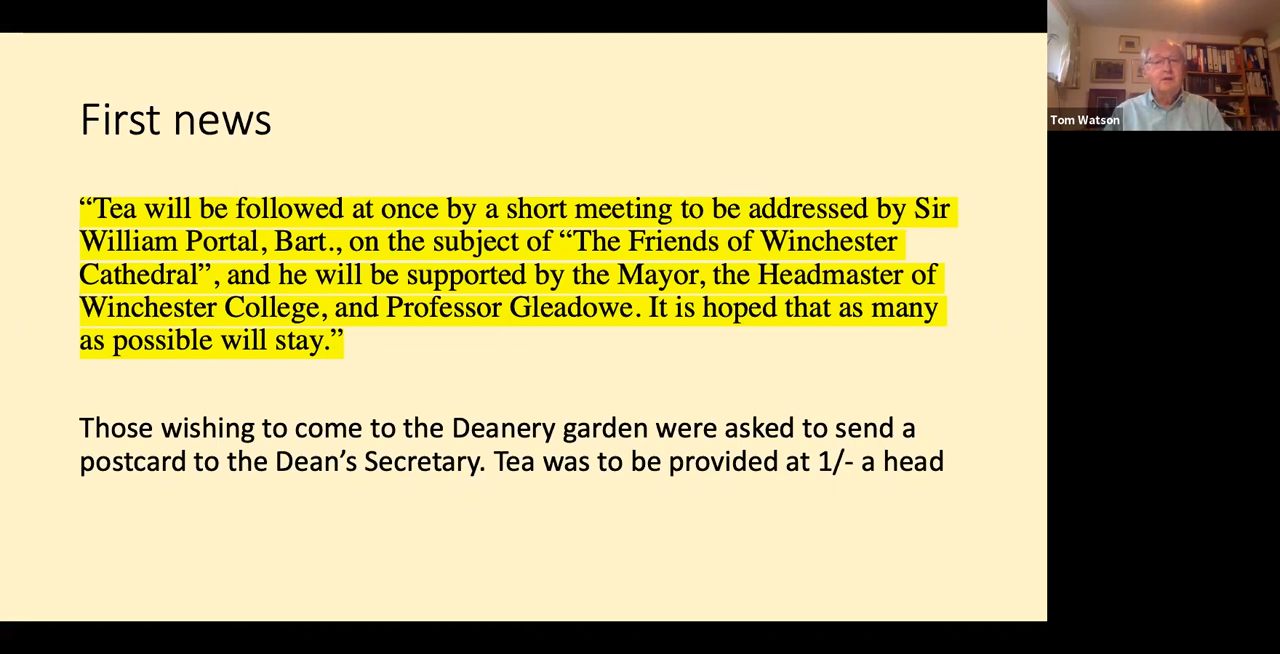 First news
“Tea will be followed at once by a short meeting to be addressed by Sir
William Portal, Bart., on the subject of “The Friends of Winchester
Cathedral”, and he will be supported by the Mayor, the Headmaster of
Winchester College, and Professor Gleadowe. It is hoped that as many
as possible will stay.”
Those wishing to come to the Deanery garden were asked to send a
postcard to the Dean’s Secretary. Tea was to be provided at 1/- a head
Tom Watson